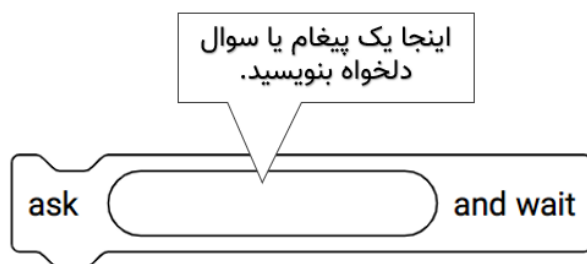 اینجا یک پیغام یا سوال
دلخواه بنویسید.
ask and wait